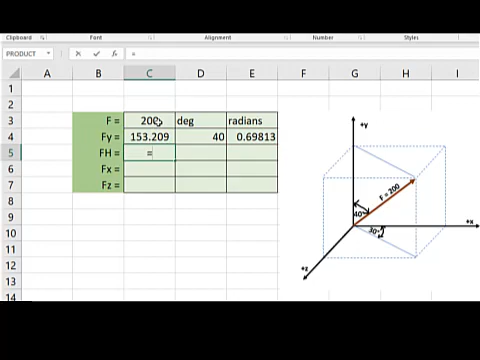 Clipboard Font Alignment Number Styles
PRODUCT =
A B C D E F G H I
1
2
3 F = 200 deg radians
4 Fy = 153.209 40 0.69813
5 FH = =
6 Fx =
7 Fz =
8
9
10
11
12
13
14
+y
F = 200
40°
+x
30°
+z